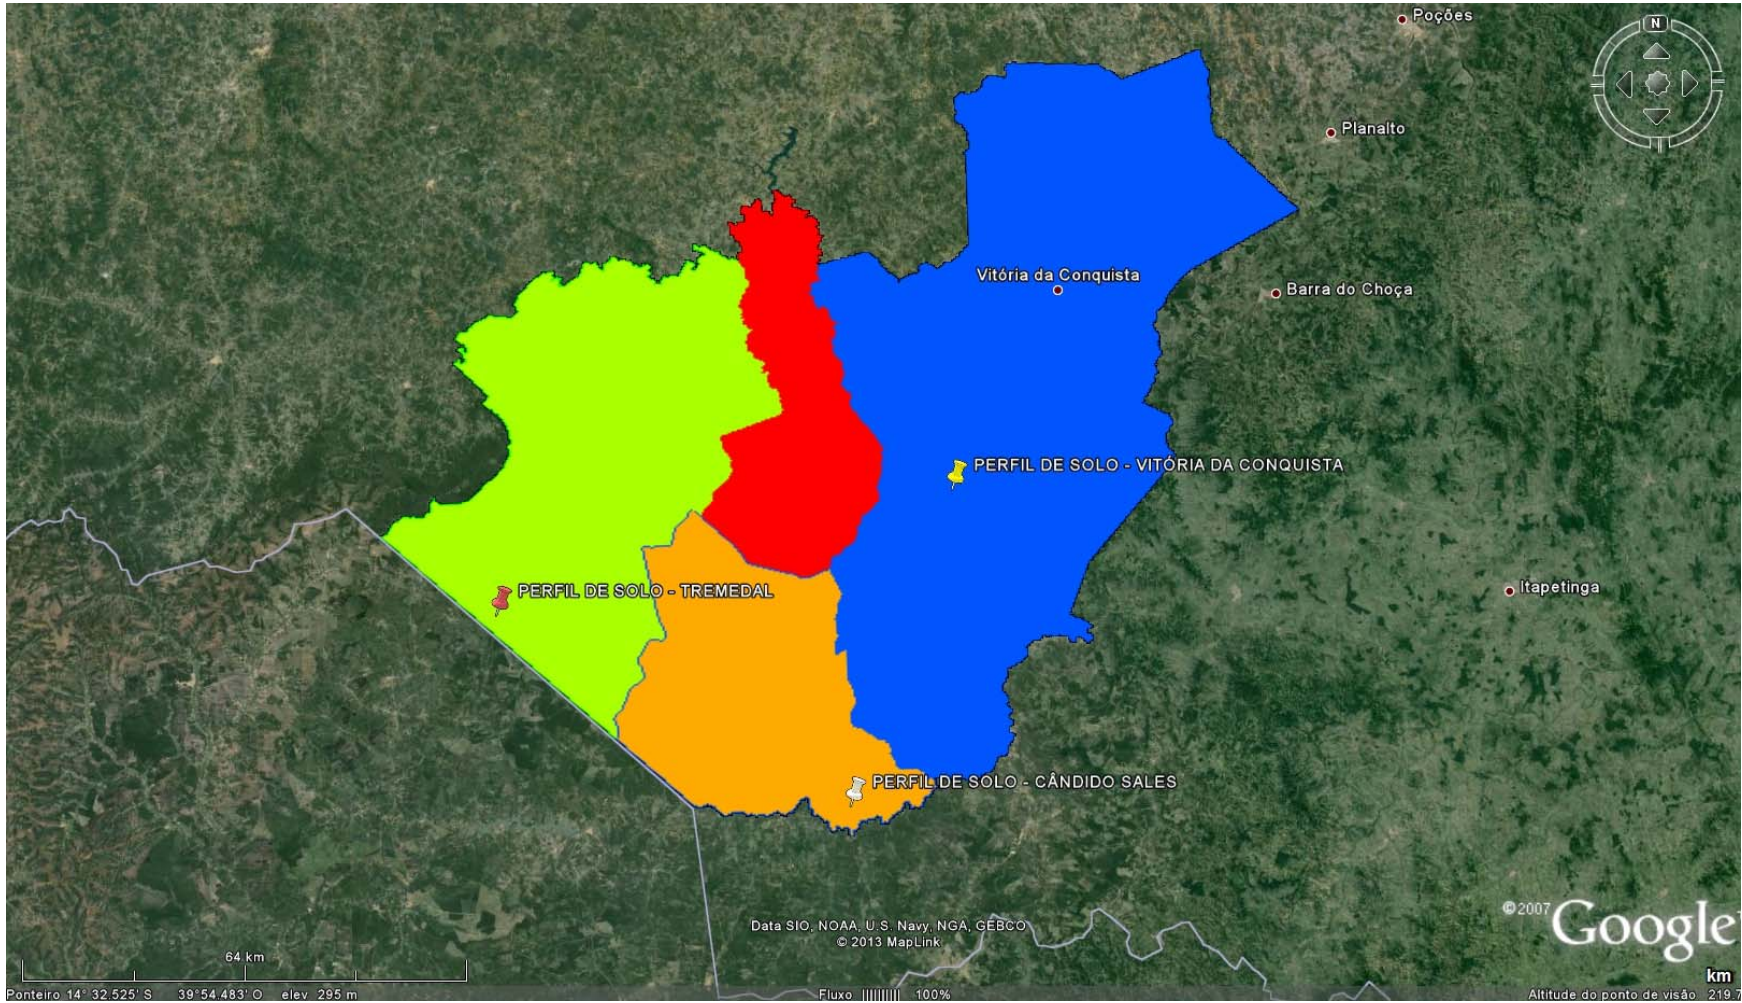 Poções
N
Planalto
Vitória da Conquista
Barra do Choça
PERFIL DE SOLO - VITÓRIA DA CONQUISTA
PERFIL DE SOLO - TREMEDAL
Itapetinga
PERFIL DE SOLO - CÂNDIDO SALES
©2007 Google
Data SIO, NOAA, U.S. Navy, NGA, GEBCO
© 2013 MapLink
64 km
km
Ponteiro 14° 32.525' S 39°54.483' O elev 295 m
Fluxo |||||||||| 100%
Altitude do ponto de visão 219.7